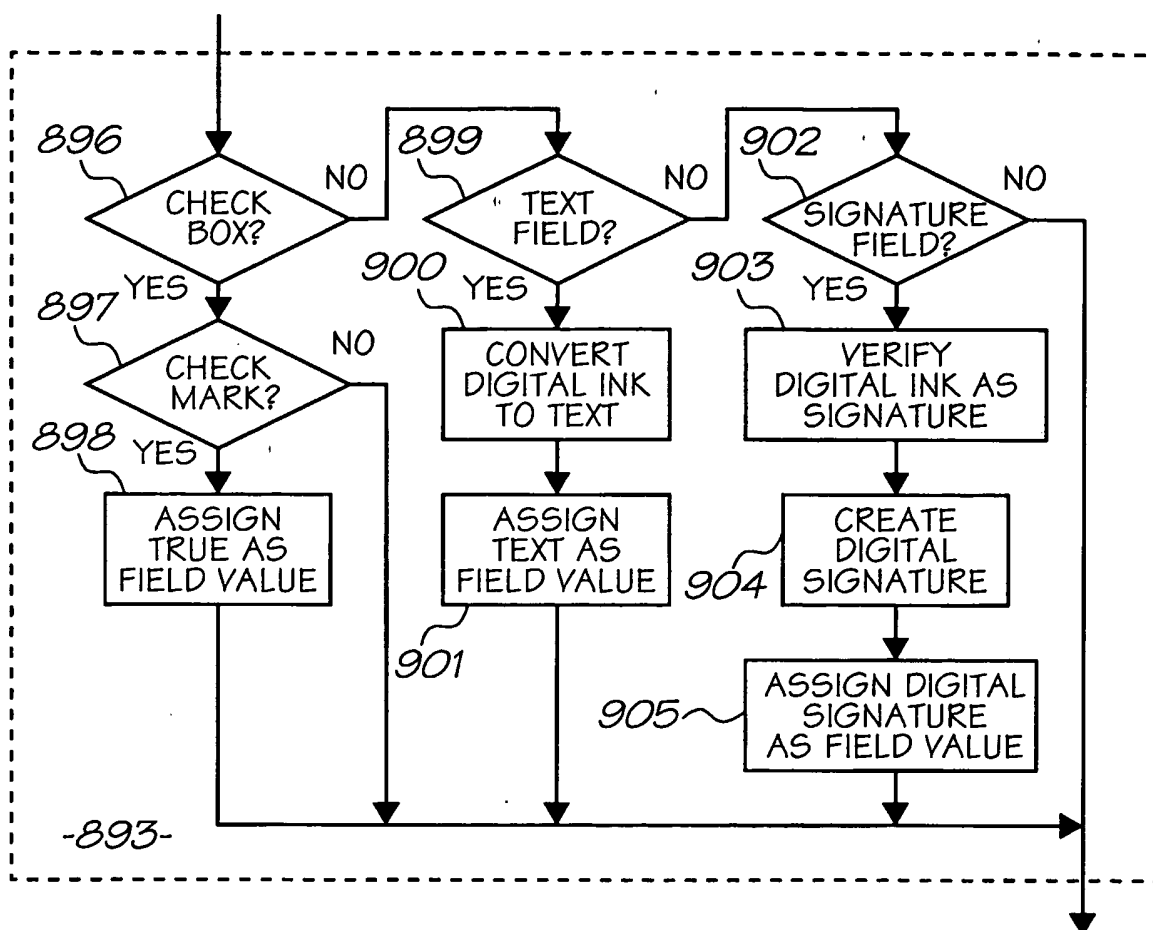 896
CHECK
BOX?
NO
YES
897
CHECK
MARK?
NO
YES
898
ASSIGN
TRUE AS
FIELD VALUE
899
TEXT
FIELD?
NO
YES
900
CONVERT
DIGITAL INK
TO TEXT
ASSIGN
TEXT AS
FIELD VALUE
901
902
SIGNATURE
FIELD?
NO
YES
903
VERIFY
DIGITAL INK AS
SIGNATURE
CREATE
DIGITAL
SIGNATURE
904
ASSIGN DIGITAL
SIGNATURE
AS FIELD VALUE
905
-893-